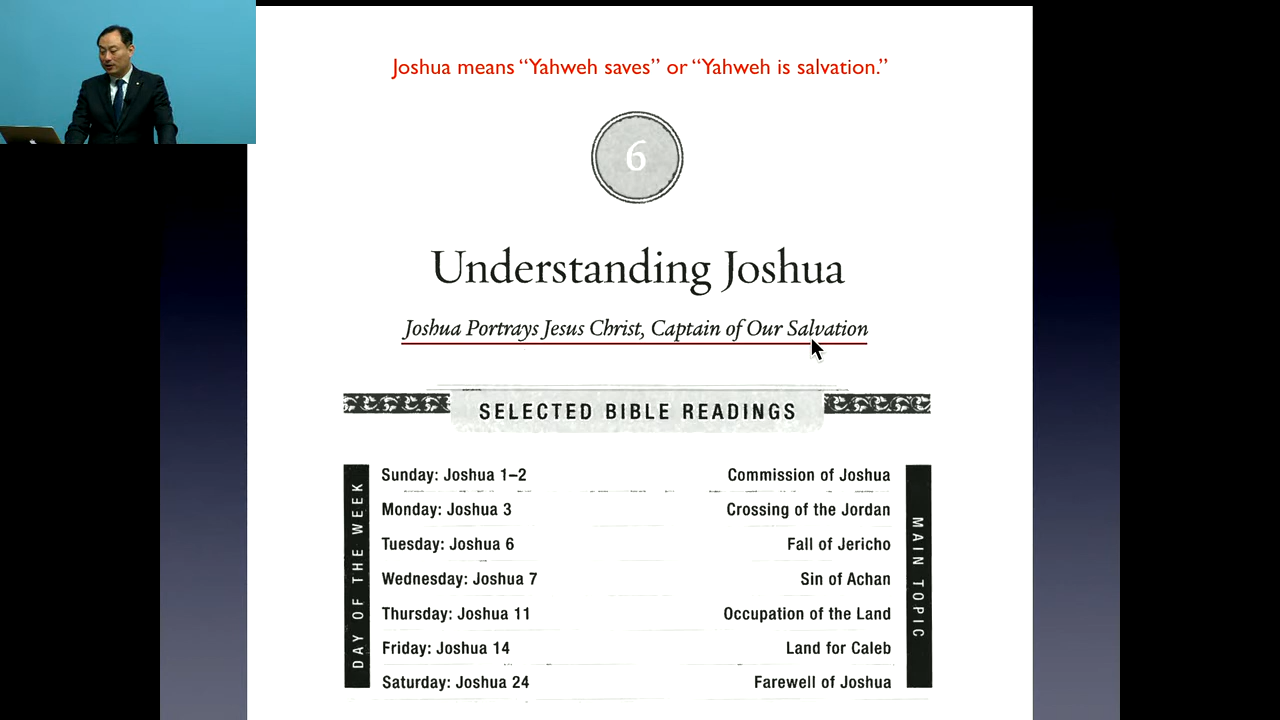 Joshua means “Yahweh saves” or “Yahweh is salvation.”
6
Understanding Joshua
Joshua Portrays Jesus Christ, Captain of Our Salvation
SELECTED BIBLE READINGS
DAY OF THE WEEK
MAIN TOPIC
Sunday: Joshua 1–2 Commission of Joshua
Monday: Joshua 3 Crossing of the Jordan
Tuesday: Joshua 6 Fall of Jericho
Wednesday: Joshua 7 Sin of Achan
Thursday: Joshua 11 Occupation of the Land
Friday: Joshua 14 Land for Caleb
Saturday: Joshua 24 Farewell of Joshua